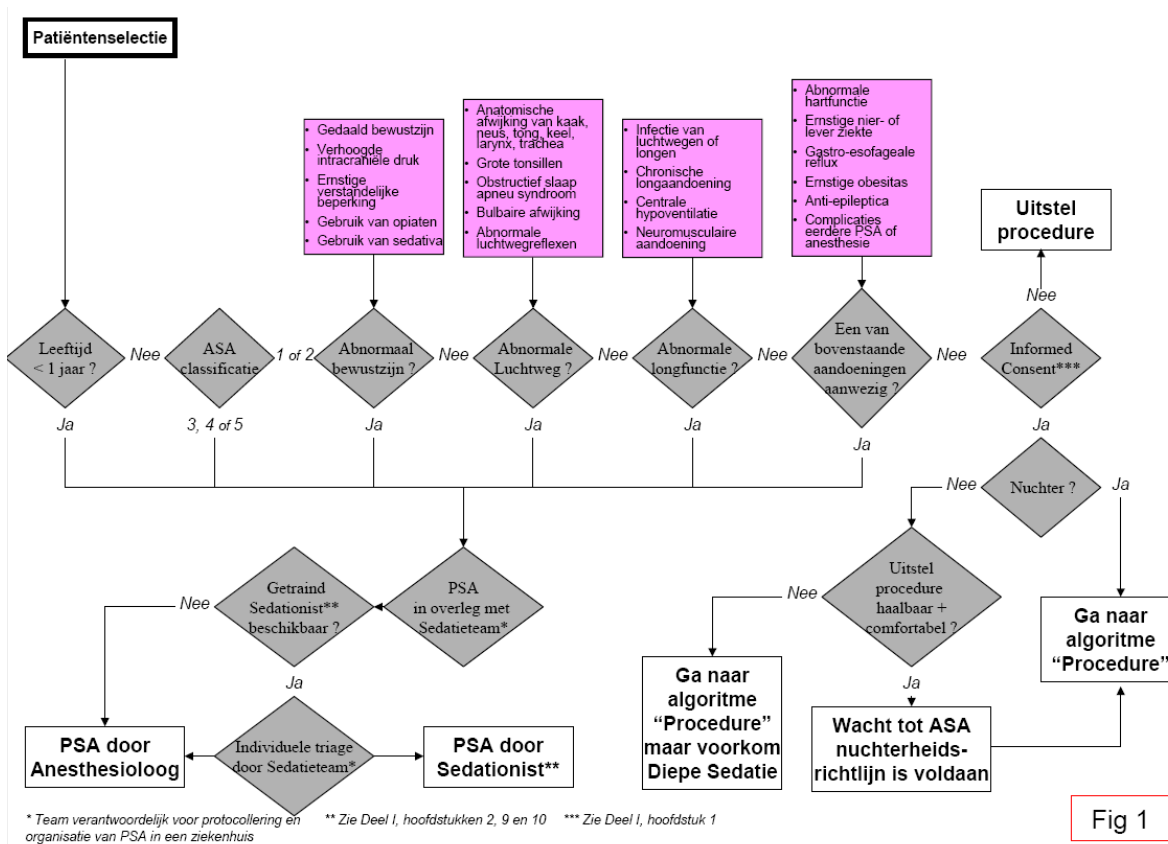 Patiëntenselectie
• Gedaald bewustzijn
• Verhoogde
intracraniële druk
• Ernstige
verstandelijke
beperking
• Gebruik van opiaten
• Gebruik van sedativa
• Anatomische
afwijking van kaak,
neus, tong, keel,
larynx, trachea
• Grote tonsillen
• Obstructief slaap
apneu syndroom
• Bulbaire afwijking
• Abnormale
luchtwegreflexen
• Infectie van
luchtwegen of
longen
• Chronische
longaandoening
• Centrale
hypoventilatie
• Neuromusculaire
aandoening
• Abnormale
hartfunctie
• Ernstige nier- of
lever ziekte
• Gastro-esofageale
reflux
• Ernstige obesitas
• Anti-epileptica
• Complicaties
eerdere PSA of
anesthesie
Uitstel
procedure
Nee
Leeftijd
< 1 jaar ?
Nee
ASA
classificatie
1 of 2
Abnormaal
bewustzijn ?
Nee
Abnormale
Luchtweg ?
Nee
Abnormale
longfunctie ?
Nee
Een van
bovenstaande
aandoeningen
aanwezig ?
Nee
Informed
Consent***
Ja
3, 4 of 5
Ja
Ja
Ja
Ja
Ja
Nee
Nuchter ?
Ja
Nee
Getraind
Sedationist**
beschikbaar ?
PSA
in overleg met
Sedatieteam*
Nee
Uitstel
procedure
haalbaar +
comfortabel ?
Ga naar
algoritme
“Procedure”
Ja
Ja
Ga naar
algoritme
“Procedure”
maar voorkom
Diepe Sedatie
PSA door
Anesthesioloog
Individuele triage
door Sedatieteam*
PSA door
Sedationist**
Wacht tot ASA
nuchterheids-
richtlijn is voldaan
* Team verantwoordelijk voor protocollering en
organisatie van PSA in een ziekenhuis
** Zie Deel I, hoofdstukken 2, 9 en 10
*** Zie Deel I, hoofdstuk 1
Fig 1